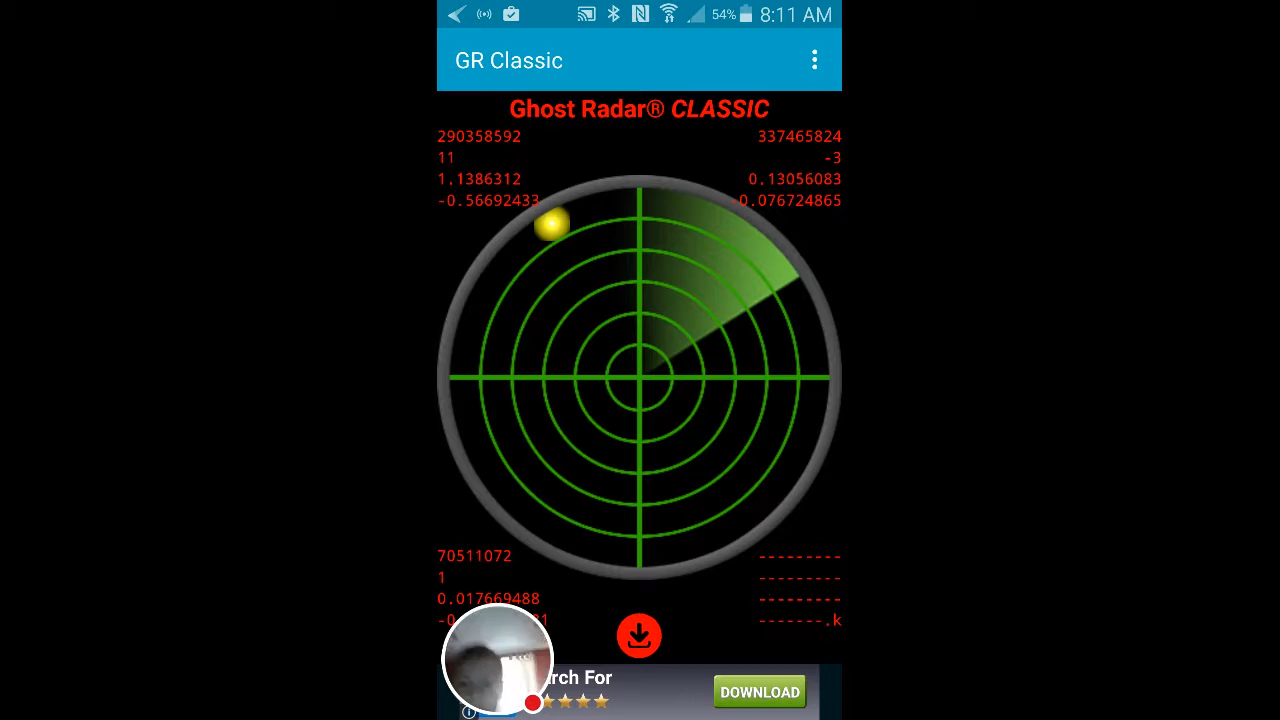 54% 8:11 AM
GR Classic
Ghost Radar® CLASSIC
290358592 337465824
11 -3
1.1386312 0.13056083
-0.56692433 -0.076724865
70511072 ---------
1 ---------
0.017669488 ---------
-------.k
For
DOWNLOAD